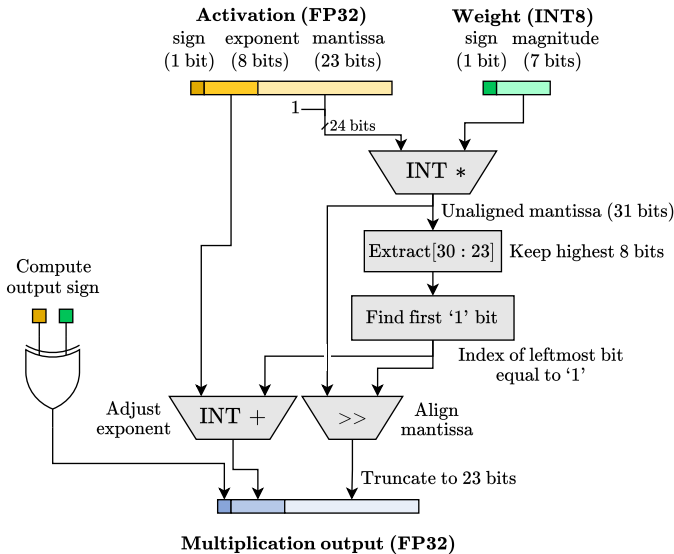 Activation (FP32)
Weight (INT8)
sign exponent mantissa
(1 bit) (8 bits) (23 bits)
sign magnitude
(1 bit) (7 bits)
1
24 bits
INT *
Unaligned mantissa (31 bits)
Extract[30 : 23]
Keep highest 8 bits
Compute
output sign
Find first ‘1’ bit
Index of leftmost bit
equal to ‘1’
Adjust
exponent
INT +
>>
Align
mantissa
Truncate to 23 bits
Multiplication output (FP32)